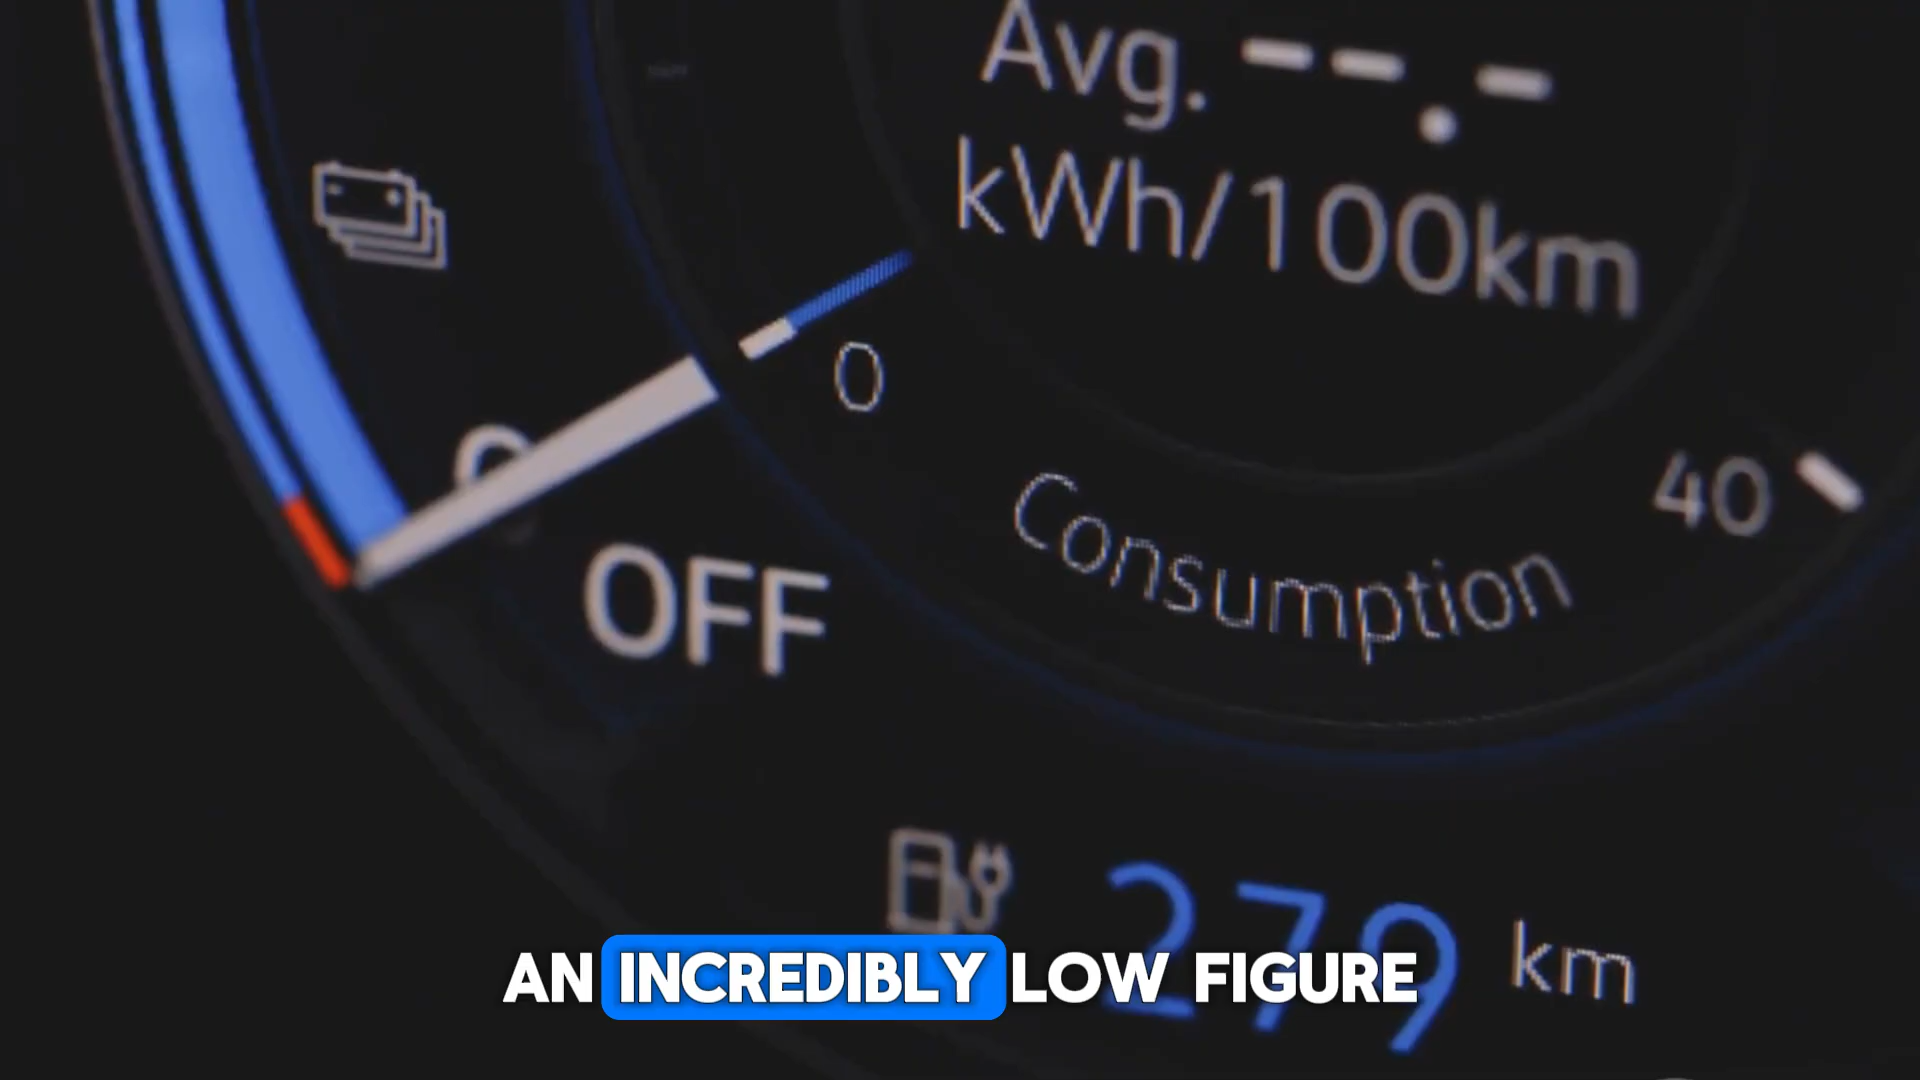 Avg. --.-
kWh/100km
0
OFF
Consumption
40
279 km
AN INCREDIBLY LOW FIGURE